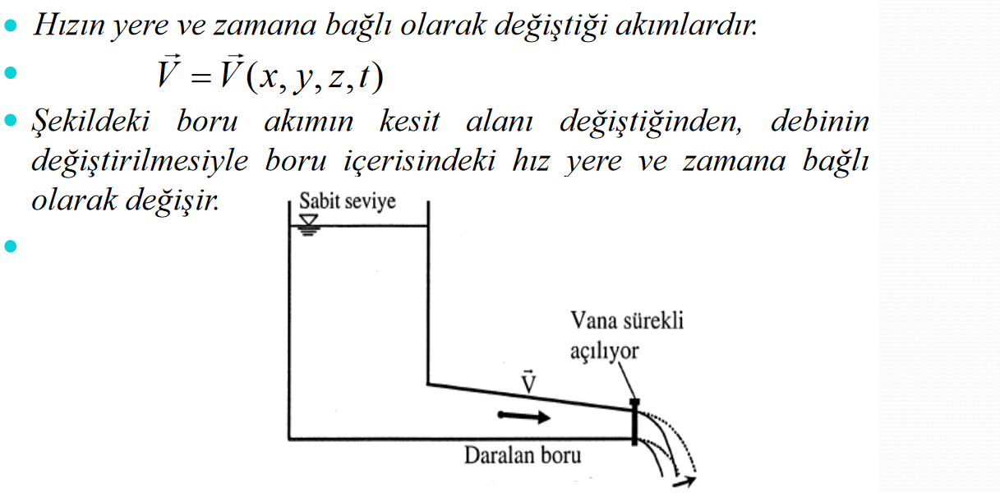 Hızın yere ve zamana bağlı olarak değiştiği akımlardır.
V⃗ = V⃗(x, y, z, t)
Şekildeki boru akımın kesit alanı değiştiğinden, debinin
değiştirilmesiyle boru içerisindeki hız yere ve zamana bağlı
olarak değişir.
Sabit seviye
Vana sürekli
açılıyor
V⃗
Daralan boru